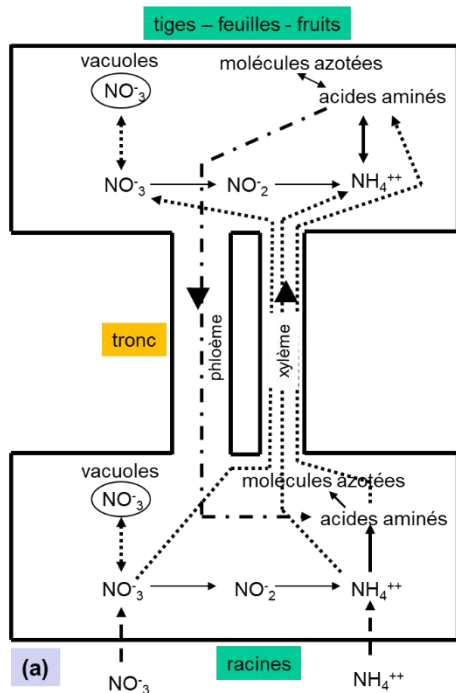 tiges – feuilles - fruits
vacuoles
molécules azotées
NO⁻₃
acides aminés
NO⁻₃ NO⁻₂ NH₄⁺⁺
tronc
phloème
xylème
vacuoles
molécules azotées
NO⁻₃
acides aminés
NO⁻₃ NO⁻₂ NH₄⁺⁺
(a)
racines
NO⁻₃ NH₄⁺⁺